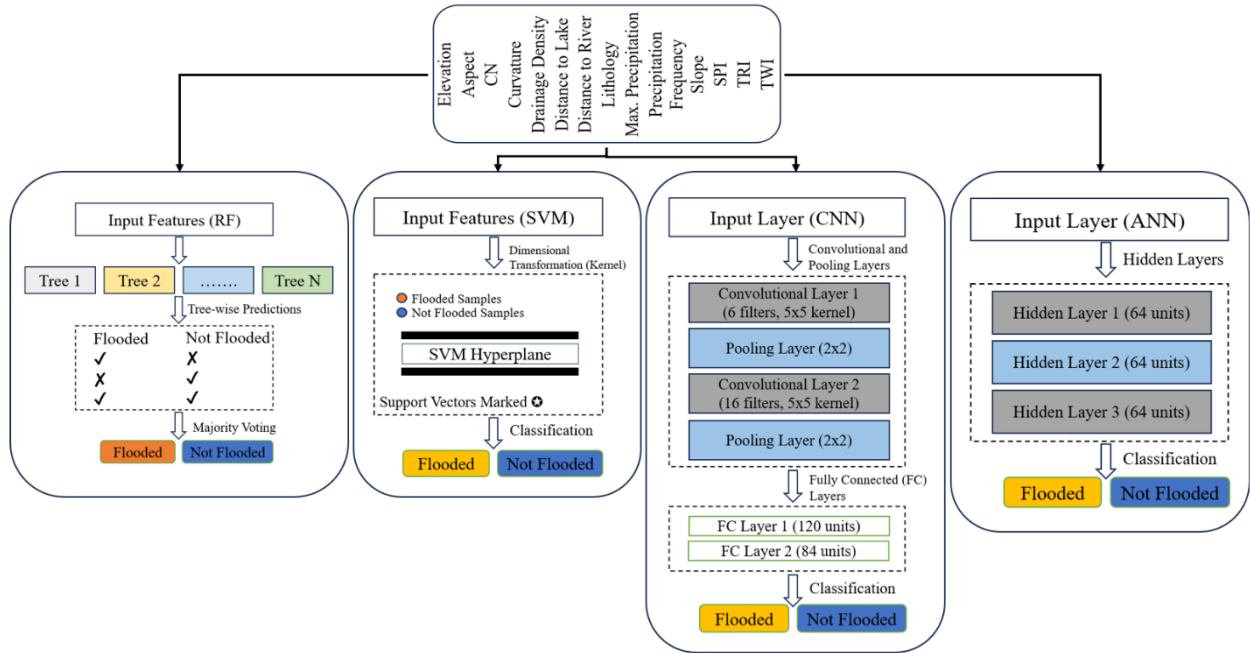 Elevation
Aspect
CN
Curvature
Drainage Density
Distance to Lake
Distance to River
Lithology
Max. Precipitation
Precipitation
Frequency
Slope
SPI
TRI
TWI
Input Features (RF)
Tree 1
Tree 2
.......
Tree N
Tree-wise Predictions
Flooded Not Flooded
✓ ✗
✗ ✓
✓ ✓
Majority Voting
Flooded
Not Flooded
Input Features (SVM)
Dimensional
Transformation (Kernel)
Flooded Samples
Not Flooded Samples
SVM Hyperplane
Support Vectors Marked ✪
Classification
Flooded
Not Flooded
Input Layer (CNN)
Convolutional and
Pooling Layers
Convolutional Layer 1
(6 filters, 5x5 kernel)
Pooling Layer (2x2)
Convolutional Layer 2
(16 filters, 5x5 kernel)
Pooling Layer (2x2)
Fully Connected (FC)
Layers
FC Layer 1 (120 units)
FC Layer 2 (84 units)
Classification
Flooded
Not Flooded
Input Layer (ANN)
Hidden Layers
Hidden Layer 1 (64 units)
Hidden Layer 2 (64 units)
Hidden Layer 3 (64 units)
Classification
Flooded
Not Flooded